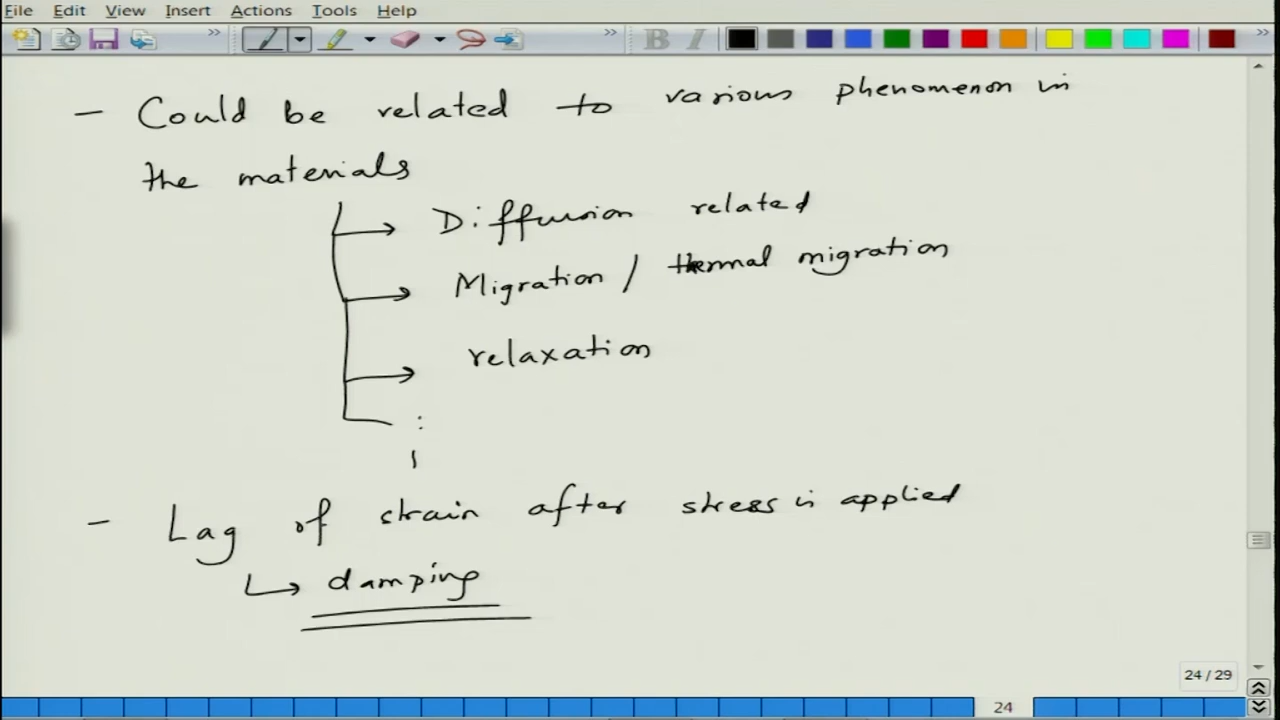 File Edit View Insert Actions Tools Help
B I
- Could be related to various phenomenon in
the materials
→ Diffusion related
→ Migration / thermal migration
→ relaxation
:
- Lag of strain after stress is applied
↳ damping
24 / 29
24